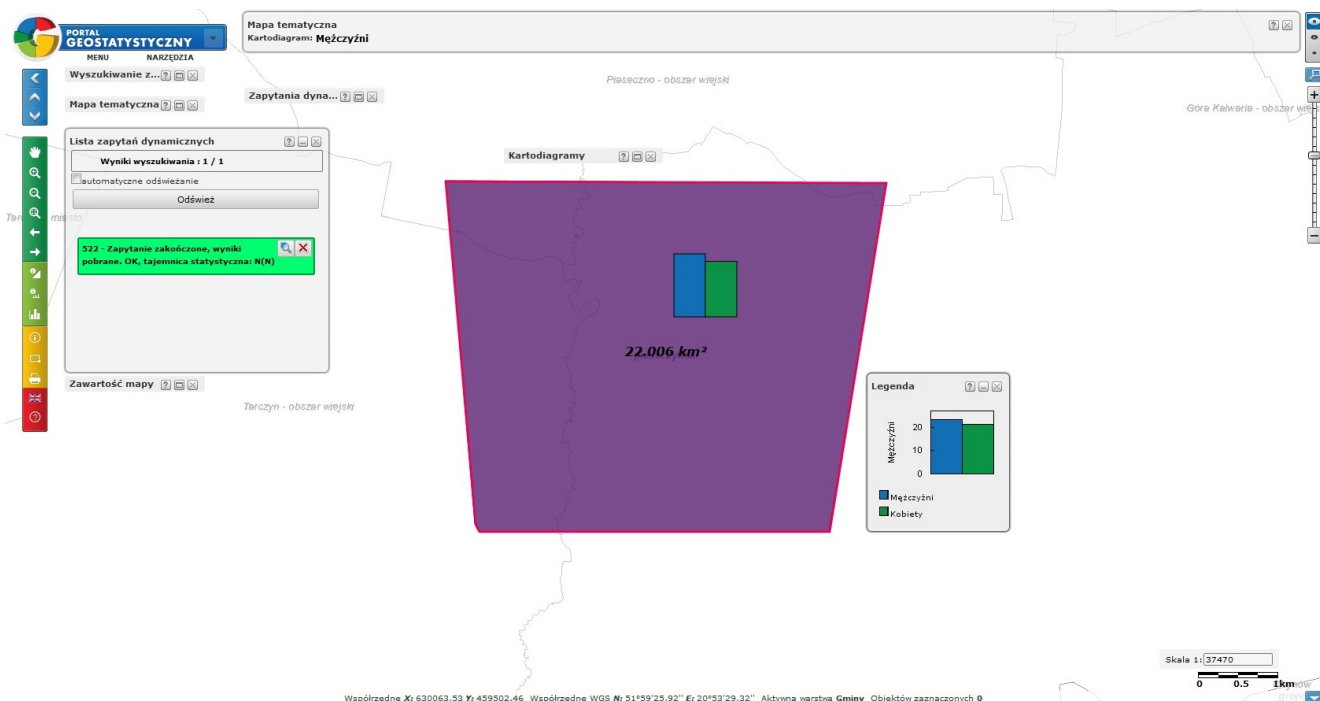 PORTAL
GEOSTATYSTYCZNY
MENU NARZĘDZIA
Mapa tematyczna
Kartodiagram: Mężczyźni
Wyszukiwanie z...
Mapa tematyczna
Zapytania dyna...
Piaseczno - obszar wiejski
Góra Kalwaria - obszar
Lista zapytań dynamicznych
Wyniki wyszukiwania : 1 / 1
automatyczne odświeżanie
Odśwież
522 - Zapytanie zakończone, wyniki
pobrane. OK, tajemnica statystyczna: N(N)
Kartodiagramy
22.006 km²
Zawartość mapy
Tarczyn - obszar wiejski
Legenda
Mężczyźni
20
10
0
Mężczyźni
Kobiety
Skala 1: 37470
0 0.5 1km
Współrzędne X: 630063.53 Y: 459502.46 Współrzędne WGS N: 51°59'25.92'' E: 20°53'29.32'' Aktywna warstwa Gminy Obiektów zaznaczonych 0